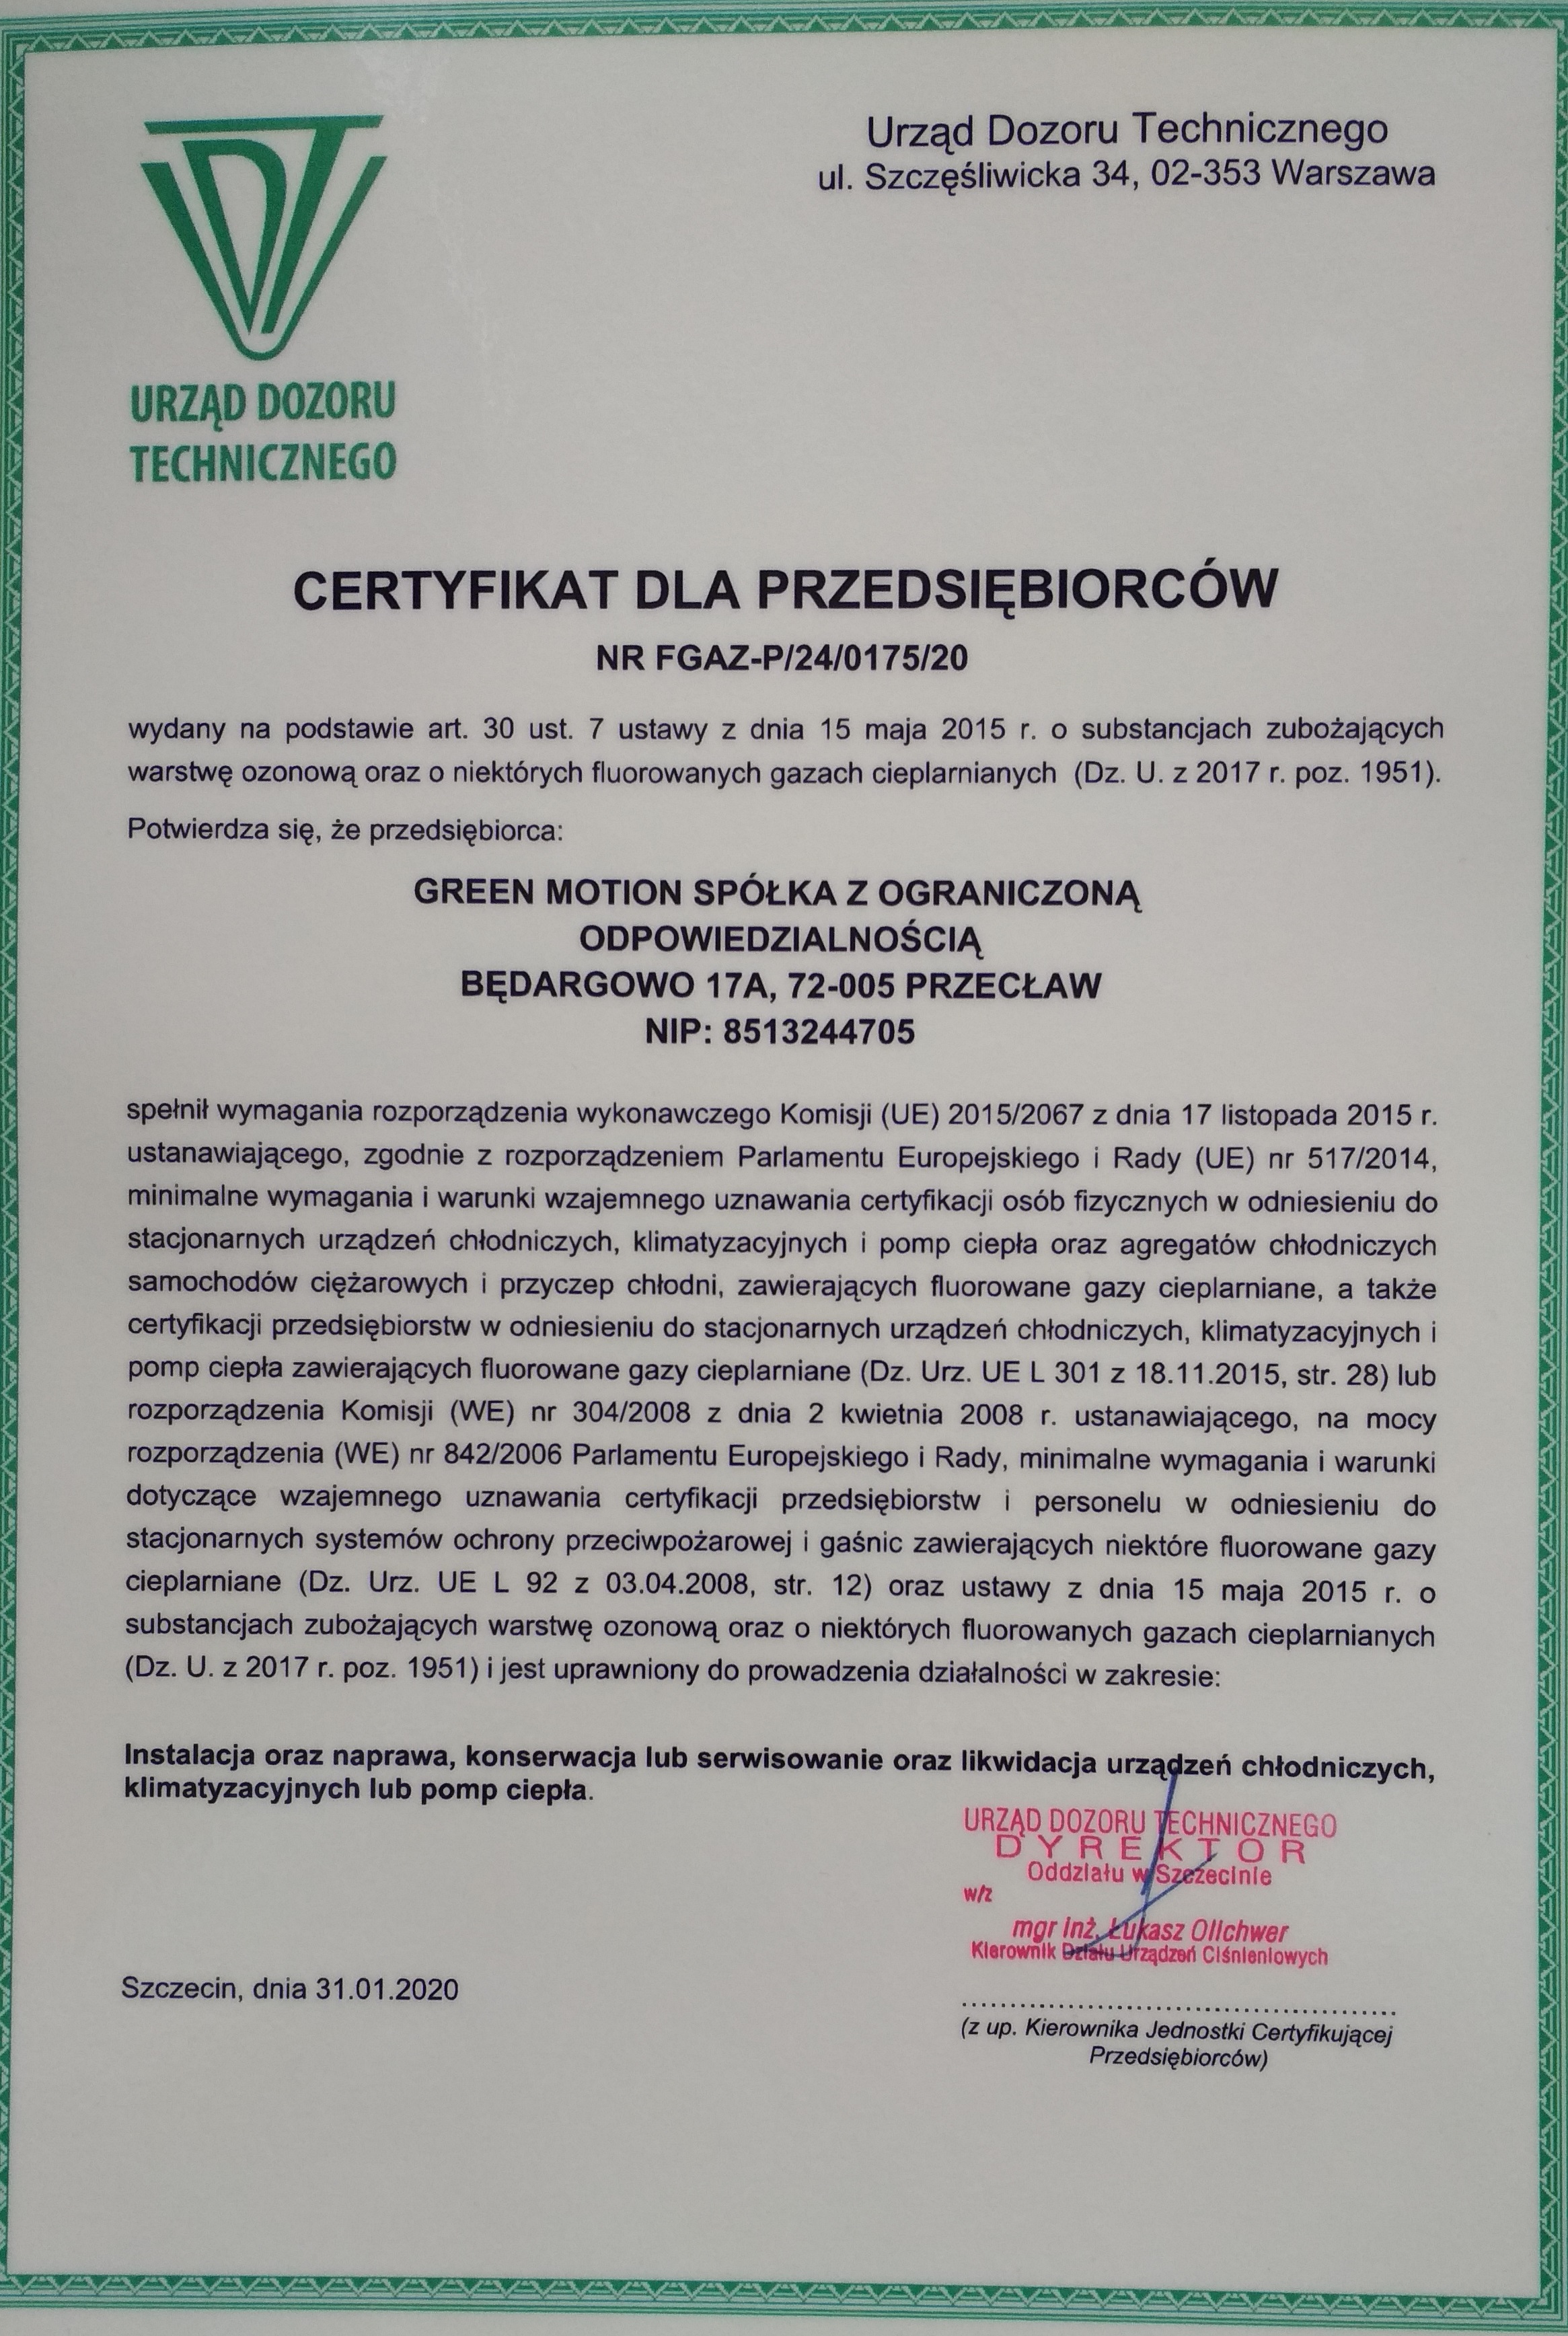 UDT
URZĄD DOZORU
TECHNICZNEGO
Urząd Dozoru Technicznego
ul. Szczęśliwicka 34, 02-353 Warszawa
CERTYFIKAT DLA PRZEDSIĘBIORCÓW
NR FGAZ-P/24/0175/20
wydany na podstawie art. 30 ust. 7 ustawy z dnia 15 maja 2015 r. o substancjach zubożających
warstwę ozonową oraz o niektórych fluorowanych gazach cieplarnianych (Dz. U. z 2017 r. poz. 1951).
Potwierdza się, że przedsiębiorca:
GREEN MOTION SPÓŁKA Z OGRANICZONĄ
ODPOWIEDZIALNOŚCIĄ
BĘDARGOWO 17A, 72-005 PRZECŁAW
NIP: 8513244705
spełnił wymagania rozporządzenia wykonawczego Komisji (UE) 2015/2067 z dnia 17 listopada 2015 r.
ustanawiającego, zgodnie z rozporządzeniem Parlamentu Europejskiego i Rady (UE) nr 517/2014,
minimalne wymagania i warunki wzajemnego uznawania certyfikacji osób fizycznych w odniesieniu do
stacjonarnych urządzeń chłodniczych, klimatyzacyjnych i pomp ciepła oraz agregatów chłodniczych
samochodów ciężarowych i przyczep chłodni, zawierających fluorowane gazy cieplarniane, a także
certyfikacji przedsiębiorstw w odniesieniu do stacjonarnych urządzeń chłodniczych, klimatyzacyjnych i
pomp ciepła zawierających fluorowane gazy cieplarniane (Dz. Urz. UE L 301 z 18.11.2015, str. 28) lub
rozporządzenia Komisji (WE) nr 304/2008 z dnia 2 kwietnia 2008 r. ustanawiającego, na mocy
rozporządzenia (WE) nr 842/2006 Parlamentu Europejskiego i Rady, minimalne wymagania i warunki
dotyczące wzajemnego uznawania certyfikacji przedsiębiorstw i personelu w odniesieniu do
stacjonarnych systemów ochrony przeciwpożarowej i gaśnic zawierających niektóre fluorowane gazy
cieplarniane (Dz. Urz. UE L 92 z 03.04.2008, str. 12) oraz ustawy z dnia 15 maja 2015 r. o
substancjach zubożających warstwę ozonową oraz o niektórych fluorowanych gazach cieplarnianych
(Dz. U. z 2017 r. poz. 1951) i jest uprawniony do prowadzenia działalności w zakresie:
Instalacja oraz naprawa, konserwacja lub serwisowanie oraz likwidacja urządzeń chłodniczych,
klimatyzacyjnych lub pomp ciepła.
URZĄD DOZORU TECHNICZNEGO
DYREKTOR
Oddziału w Szczecinie
w/z
mgr inż. Łukasz Olichwer
Kierownik Działu Urządzeń Ciśnieniowych
Szczecin, dnia 31.01.2020
(z up. Kierownika Jednostki Certyfikującej
Przedsiębiorców)